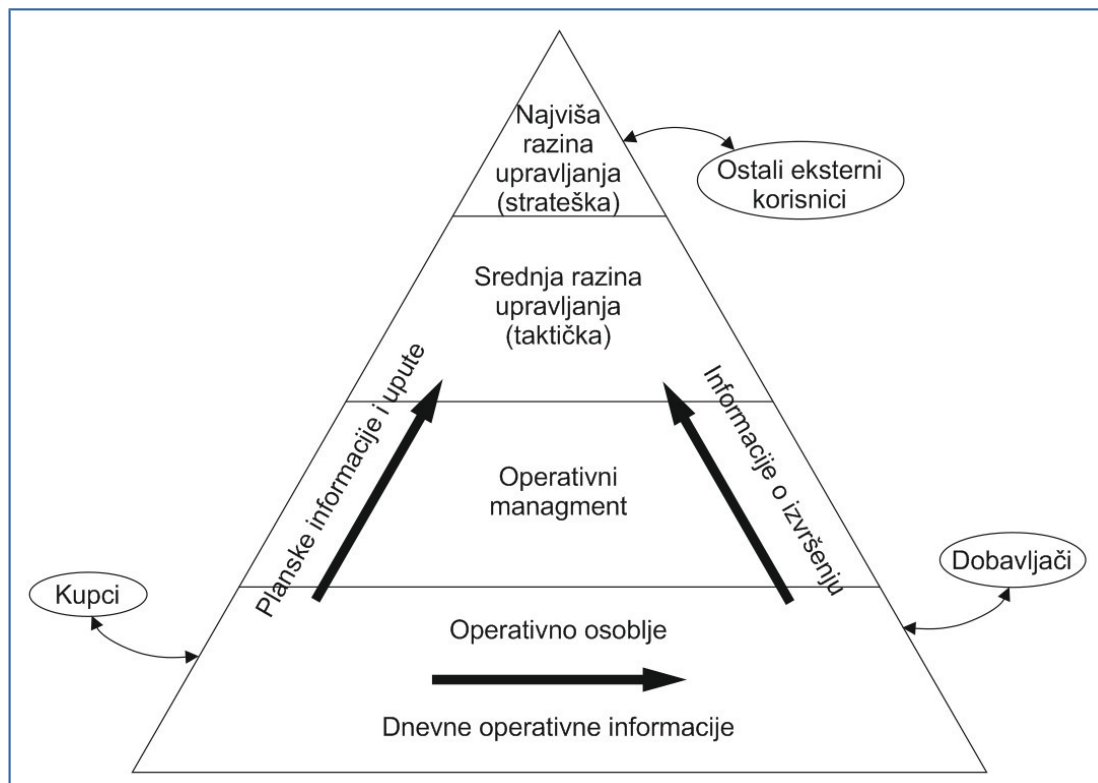 Najviša
razina
upravljanja
(strateška)
Ostali eksterni
korisnici
Srednja razina
upravljanja
(taktička)
Planske informacije i upute
Informacije o izvršenju
Operativni
managment
Kupci
Dobavljači
Operativno osoblje
Dnevne operativne informacije